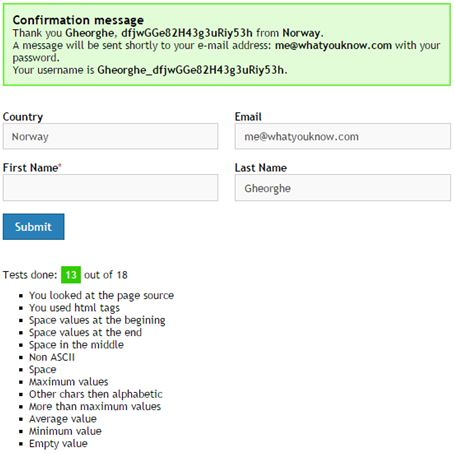 Confirmation message
Thank you Gheorghe, dfjwGGe82H43g3uRiy53h from Norway.
A message will be sent shortly to your e-mail address: me@whatyouknow.com with your
password.
Your username is Gheorghe_dfjwGGe82H43g3uRiy53h.
Country Email
Norway me@whatyouknow.com
First Name* Last Name
Gheorghe
Submit
Tests done: 13 out of 18
You looked at the page source
You used html tags
Space values at the begining
Space values at the end
Space in the middle
Non ASCII
Space
Maximum values
Other chars then alphabetic
More than maximum values
Average value
Minimum value
Empty value